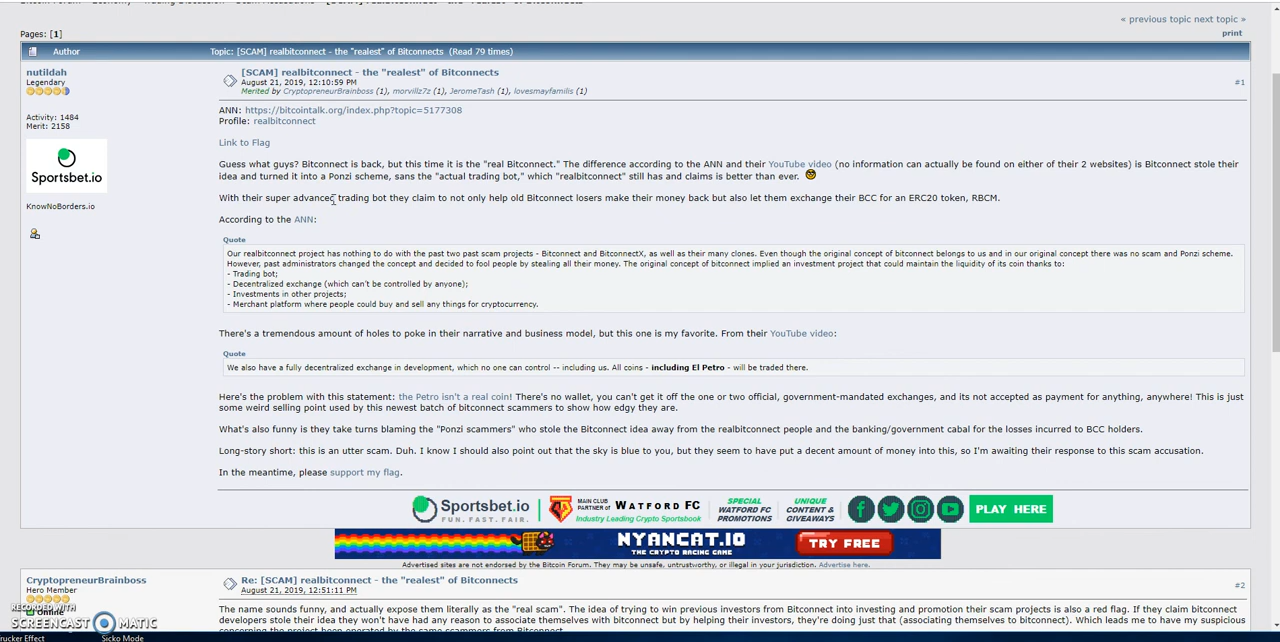 « previous topic next topic »
Pages: [1]
print
Author
Topic: [SCAM] realbitconnect - the "realest" of Bitconnects (Read 79 times)
nutildah
Legendary
Activity: 1484
Merit: 2158
Sportsbet.io
KnowNoBorders.io
[SCAM] realbitconnect - the "realest" of Bitconnects
August 21, 2019, 12:10:59 PM
#1
Merited by CryptopreneurBrainboss (1), morvillz7z (1), JeromeTash (1), lovesmayfamilis (1)
ANN: https://bitcointalk.org/index.php?topic=5177308
Profile: realbitconnect
Link to Flag
Guess what guys? Bitconnect is back, but this time it is the "real Bitconnect." The difference according to the ANN and their YouTube video (no information can actually be found on either of their 2 websites) is Bitconnect stole their
idea and turned it into a Ponzi scheme, sans the "actual trading bot," which "realbitconnect" still has and claims is better than ever.
With their super advanced trading bot they claim to not only help old Bitconnect losers make their money back but also let them exchange their BCC for an ERC20 token, RBCM.
According to the ANN:
Quote
Our realbitconnect project has nothing to do with the past two past scam projects - Bitconnect and BitconnectX, as well as their many clones. Even though the original concept of bitconnect belongs to us and in our original concept there was no scam and Ponzi scheme.
However, past administrators changed the concept and decided to fool people by stealing all their money. The original concept of bitconnect implied an investment project that could maintain the liquidity of its coin thanks to:
- Trading bot;
- Decentralized exchange (which can't be controlled by anyone);
- Investments in other projects;
- Merchant platform where people could buy and sell any things for cryptocurrency.
There's a tremendous amount of holes to poke in their narrative and business model, but this one is my favorite. From their YouTube video:
Quote
We also have a fully decentralized exchange in development, which no one can control -- including us. All coins - including El Petro - will be traded there.
Here's the problem with this statement: the Petro isn't a real coin! There's no wallet, you can't get it off the one or two official, government-mandated exchanges, and its not accepted as payment for anything, anywhere! This is just
some weird selling point used by this newest batch of bitconnect scammers to show how edgy they are.
What's also funny is they take turns blaming the "Ponzi scammers" who stole the Bitconnect idea away from the realbitconnect people and the banking/government cabal for the losses incurred to BCC holders.
Long-story short: this is an utter scam. Duh. I know I should also point out that the sky is blue to you, but they seem to have put a decent amount of money into this, so I'm awaiting their response to this scam accusation.
In the meantime, please support my flag.
Sportsbet.io
FUN. FAST. FAIR.
MAIN CLUB PARTNER OF WATFORD FC
Industry Leading Crypto Sportsbook
SPECIAL WATFORD FC PROMOTIONS
UNIQUE CONTENT & GIVEAWAYS
PLAY HERE
NYANCAT.IO
THE CRYPTO RACING GAME
TRY FREE
Advertised sites are not endorsed by the Bitcoin Forum. They may be unsafe, untrustworthy, or illegal in your jurisdiction. Advertise here.
CryptopreneurBrainboss
Hero Member
Online
Re: [SCAM] realbitconnect - the "realest" of Bitconnects
August 21, 2019, 12:51:11 PM
#2
The name sounds funny, and actually expose them literally as the "real scam". The idea of trying to win previous investors from Bitonnect into investing and promotion their scam projects is also a red flag. If they claim bitconnect
developers stole their idea they won't have had any reason to associate themselves with bitconnect but by helping their investors, they're doing just that (associating themselves to bitconnect). Which leads me to have my suspicious
RECORDED WITH
SCREENCAST MATIC
Trucker Effect
Sicko Mode